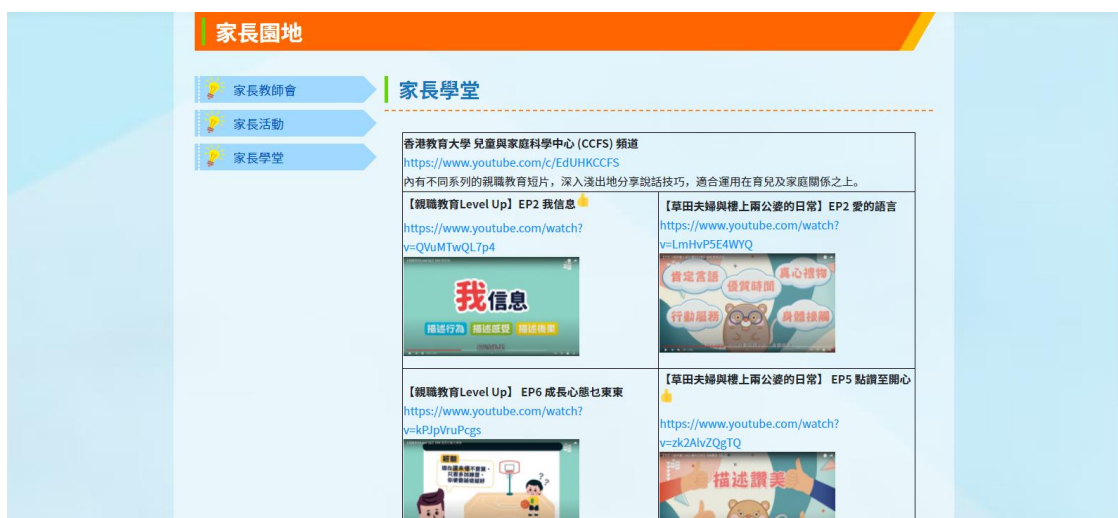 家長園地
家長教師會
家長活動
家長學堂
家長學堂
香港教育大學 兒童與家庭科學中心 (CCFS) 頻道
https://www.youtube.com/c/EdUHKCCFS
內有不同系列的親職教育短片，深入淺出地分享說話技巧，適合運用在育兒及家庭關係之上。
【親職教育Level Up】EP2 我信息
https://www.youtube.com/watch?
v=QVuMTwQL7p4
我信息
描述行為 描述感受 描述後果
【草田夫婦與樓上兩公婆的日常】EP2 愛的語言
https://www.youtube.com/watch?
v=LmHvP5E4WYQ
肯定言語
優質時間
真心禮物
行動服務
身體接觸
【親職教育Level Up】 EP6 成長心態乜東東
https://www.youtube.com/watch?
v=kPJpVruPcgs
【草田夫婦與樓上兩公婆的日常】 EP5 點讚至開心
https://www.youtube.com/watch?
v=zk2AlvZQgTQ
描述讚美